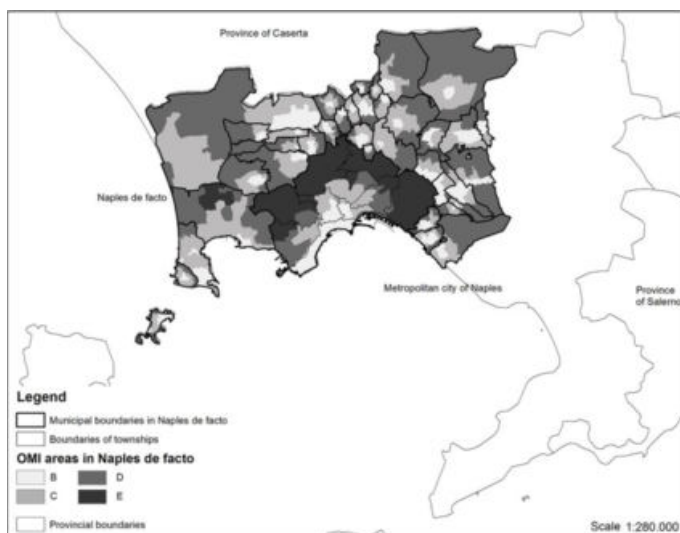 Province of Caserta
Naples de facto
Metropolitan city of Naples
Province
of Salerno
Legend
Municipal boundaries in Naples de facto
Boundaries of townships
OMI areas in Naples de facto
B D
C E
Provincial boundaries
Scale 1:280.000